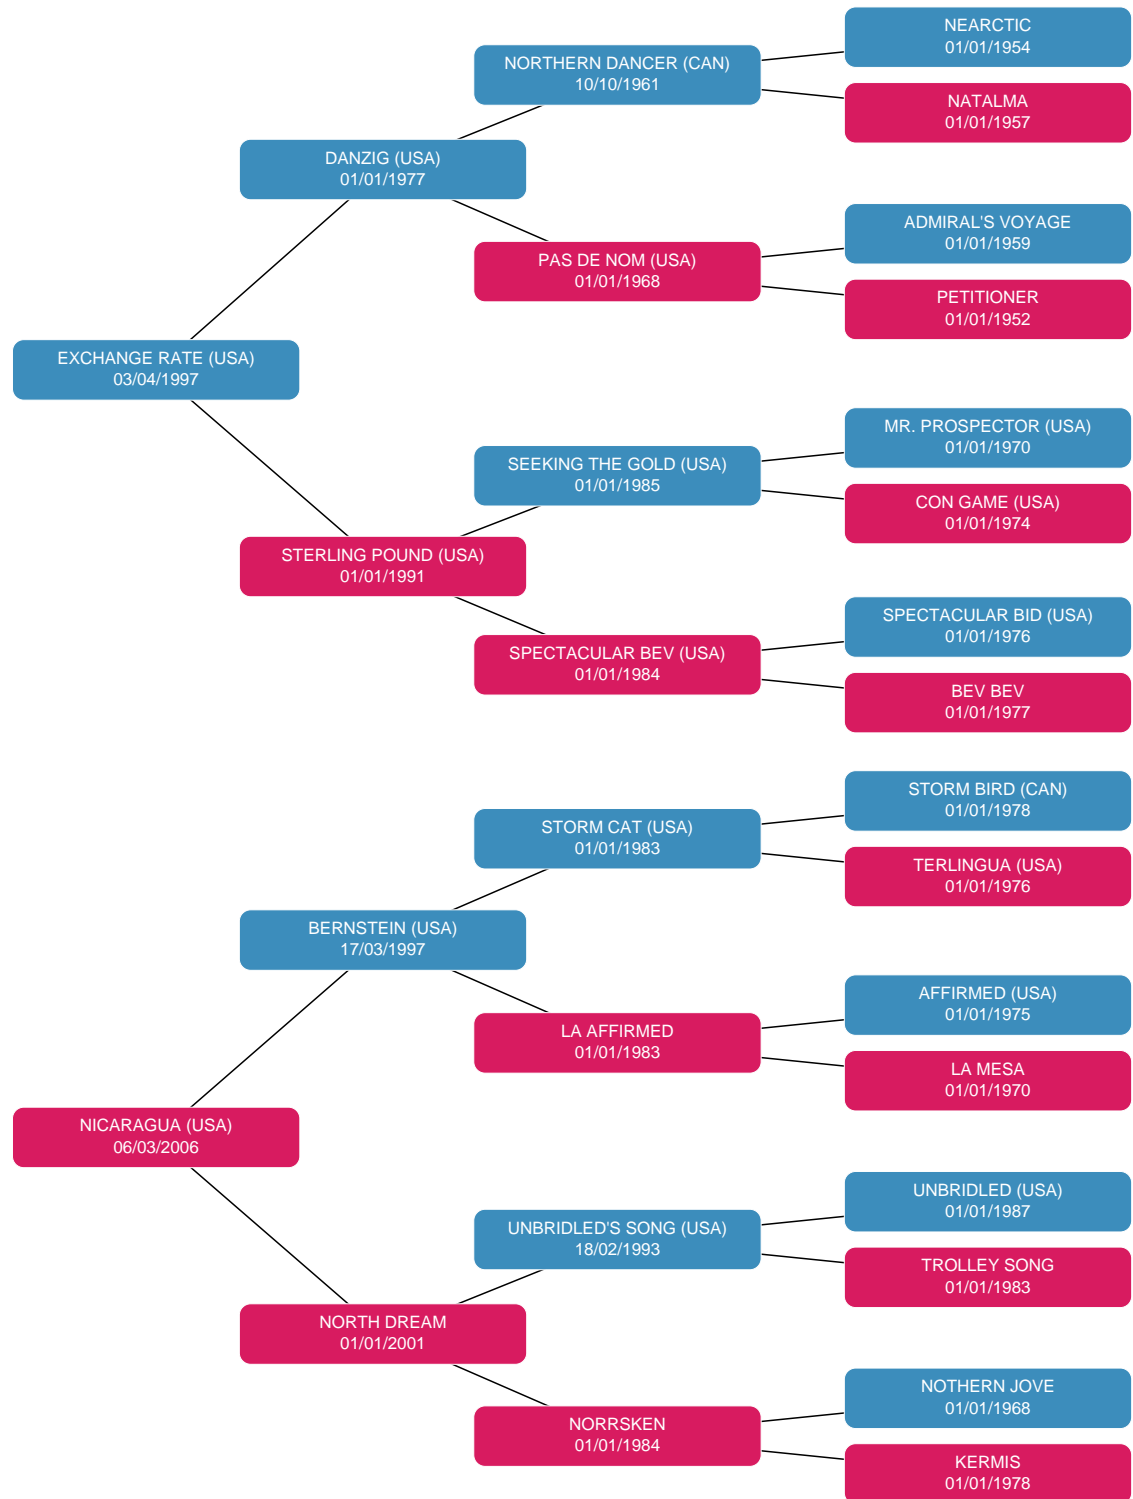 NEARCTIC
01/01/1954
NORTHERN DANCER (CAN)
10/10/1961
NATALMA
01/01/1957
DANZIG (USA)
01/01/1977
ADMIRAL'S VOYAGE
01/01/1959
PAS DE NOM (USA)
01/01/1968
PETITIONER
01/01/1952
EXCHANGE RATE (USA)
03/04/1997
MR. PROSPECTOR (USA)
01/01/1970
SEEKING THE GOLD (USA)
01/01/1985
CON GAME (USA)
01/01/1974
STERLING POUND (USA)
01/01/1991
SPECTACULAR BID (USA)
01/01/1976
SPECTACULAR BEV (USA)
01/01/1984
BEV BEV
01/01/1977
STORM BIRD (CAN)
01/01/1978
STORM CAT (USA)
01/01/1983
TERLINGUA (USA)
01/01/1976
BERNSTEIN (USA)
17/03/1997
AFFIRMED (USA)
01/01/1975
LA AFFIRMED
01/01/1983
LA MESA
01/01/1970
NICARAGUA (USA)
06/03/2006
UNBRIDLED (USA)
01/01/1987
UNBRIDLED'S SONG (USA)
18/02/1993
TROLLEY SONG
01/01/1983
NORTH DREAM
01/01/2001
NOTHERN JOVE
01/01/1968
NORRSKEN
01/01/1984
KERMIS
01/01/1978